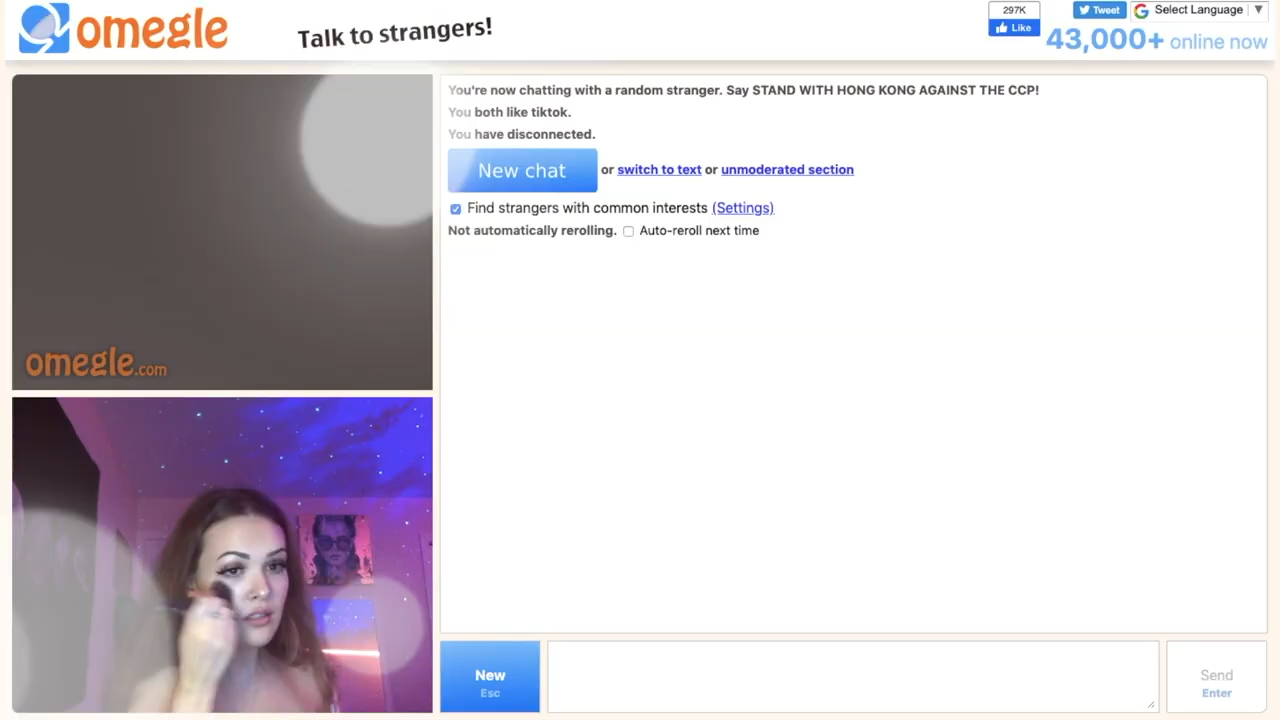 omegle
Talk to strangers!
297K
Like
Tweet
Select Language ▼
43,000+ online now
You're now chatting with a random stranger. Say STAND WITH HONG KONG AGAINST THE CCP!
You both like tiktok.
You have disconnected.
New chat or switch to text or unmoderated section
Find strangers with common interests (Settings)
Not automatically rerolling. Auto-reroll next time
omegle.com
New
Esc
Send
Enter